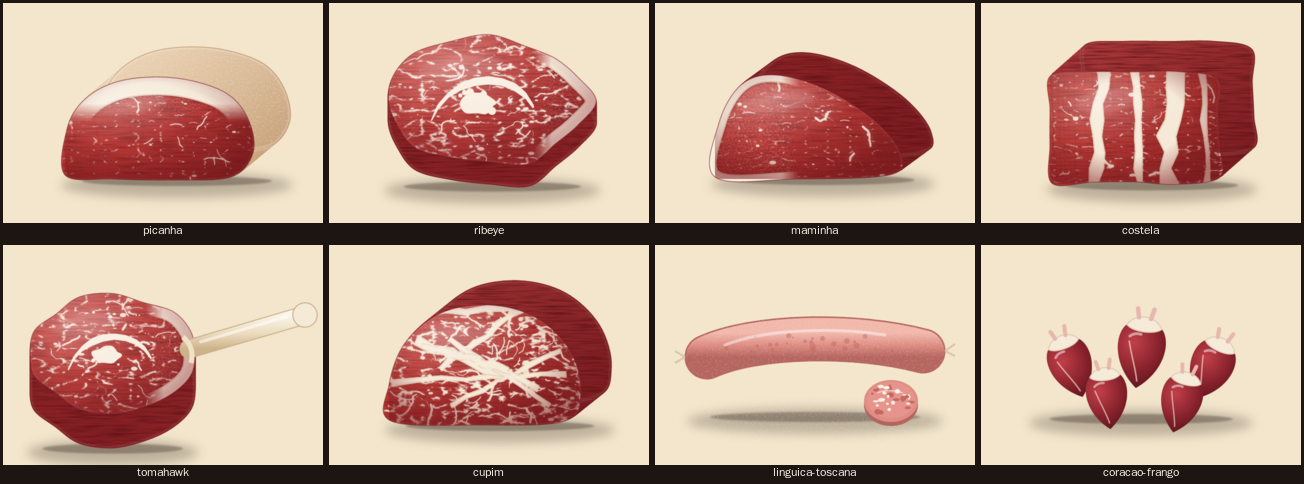 picanha
ribeye
maminha
costela
tomahawk
cupim
linguica-toscana
coracao-frango